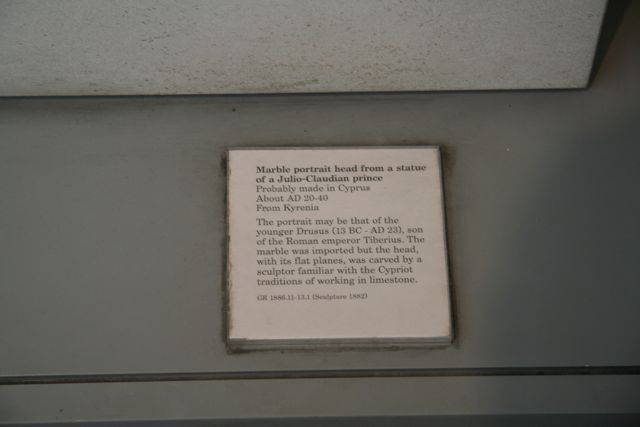 Marble portrait head from a statue
of a Julio-Claudian prince
Probably made in Cyprus
About AD 20-40
From Kyrenia
The portrait may be that of the
younger Drusus (13 BC - AD 23), son
of the Roman emperor Tiberius. The
marble was imported but the head,
with its flat planes, was carved by a
sculptor familiar with the Cypriot
traditions of working in limestone.
GR 1886.11-13.1 (Sculpture 1882)